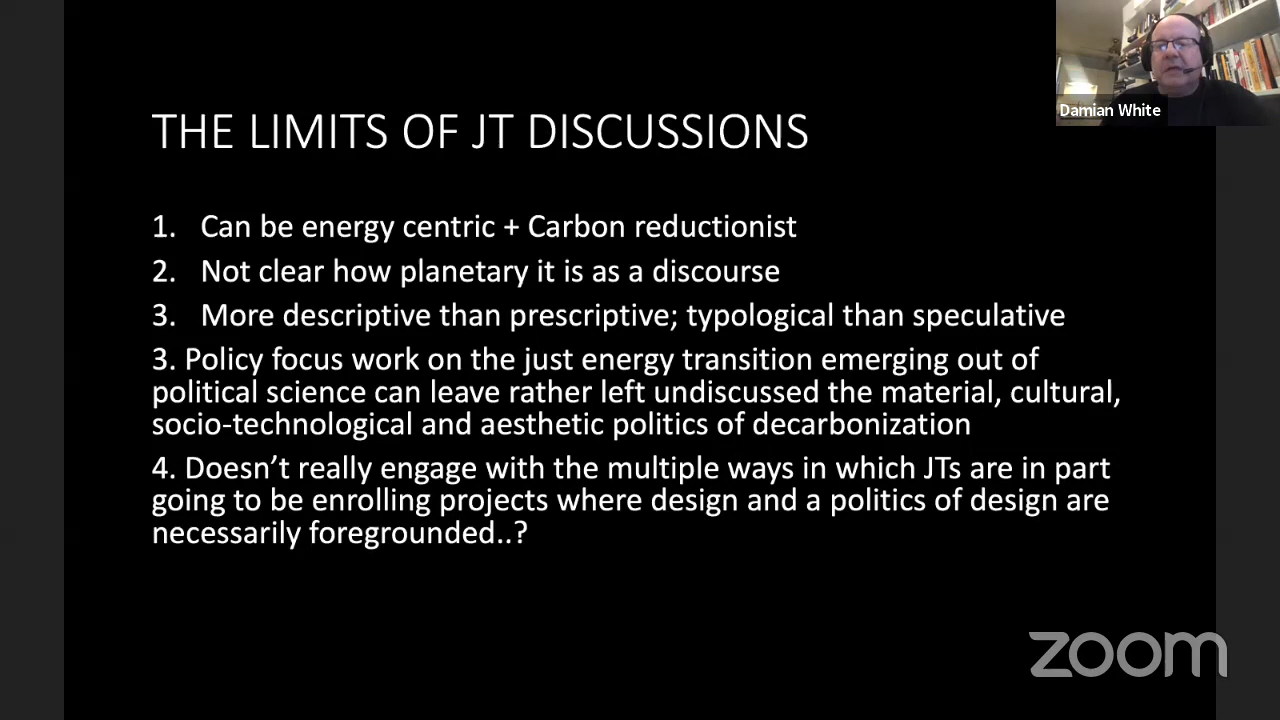 Damian White
THE LIMITS OF JT DISCUSSIONS
1. Can be energy centric + Carbon reductionist
2. Not clear how planetary it is as a discourse
3. More descriptive than prescriptive; typological than speculative
3. Policy focus work on the just energy transition emerging out of
political science can leave rather left undiscussed the material, cultural,
socio-technological and aesthetic politics of decarbonization
4. Doesn’t really engage with the multiple ways in which JTs are in part
going to be enrolling projects where design and a politics of design are
necessarily foregrounded..?
zoom